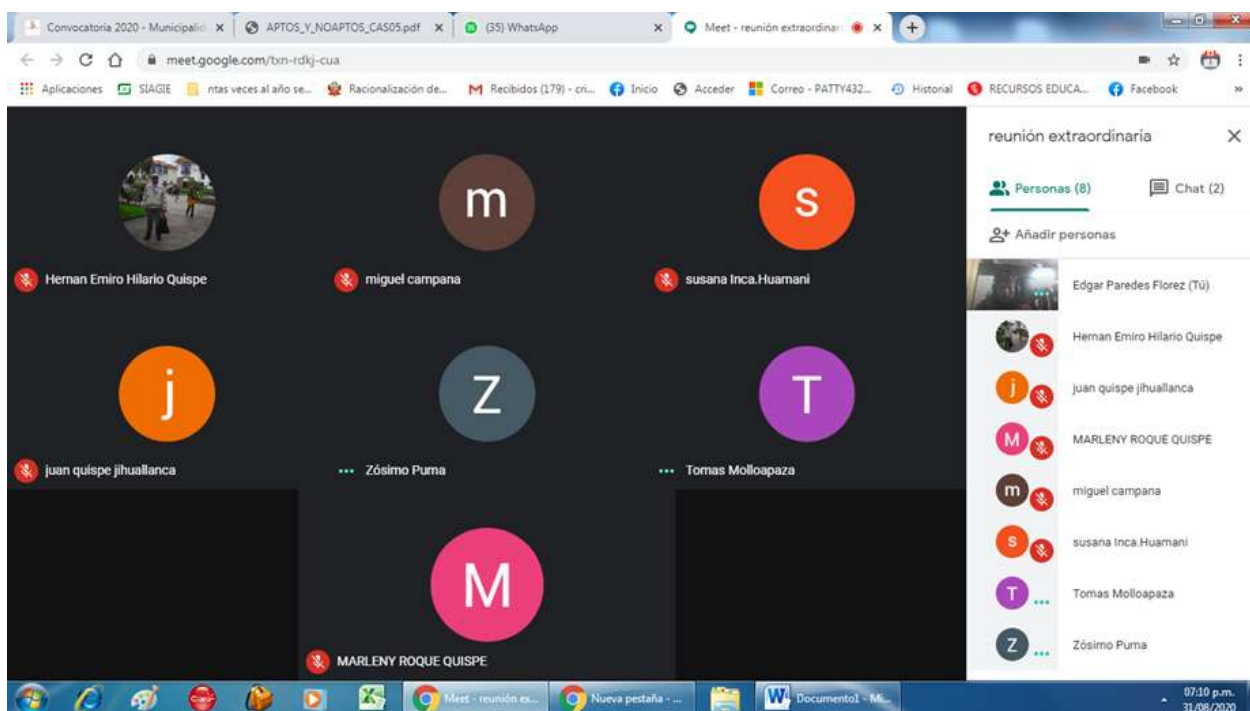 Convocatoria 2020 - Municipalid
APTOS_Y_NOAPTOS_CAS05.pdf
(35) WhatsApp
Meet - reunión extraordinari
meet.google.com/txn-rdkj-cua
Aplicaciones
SIAGIE
ntas veces al año se...
Racionalización de...
Recibidos (179) - cri...
Inicio
Acceder
Correo - PATTY432...
Historial
RECURSOS EDUCA...
Facebook
»
reunión extraordinaria
Personas (8)
Chat (2)
Añadir personas
m
s
Hernan Emiro Hilario Quispe
miguel campana
susana Inca.Huamani
j
Z
T
juan quispe jihuallanca
Zósimo Puma
Tomas Molloapaza
M
MARLENY ROQUE QUISPE
Edgar Paredes Florez (Tú)
Hernan Emiro Hilario Quispe
j
juan quispe jihuallanca
M
MARLENY ROQUE QUISPE
m
miguel campana
s
susana Inca.Huamani
T
Tomas Molloapaza
Z
Zósimo Puma
Meet - reunión ex...
Nueva pestaña - ...
Documento1 - Mi...
07:10 p.m.
31/08/2020